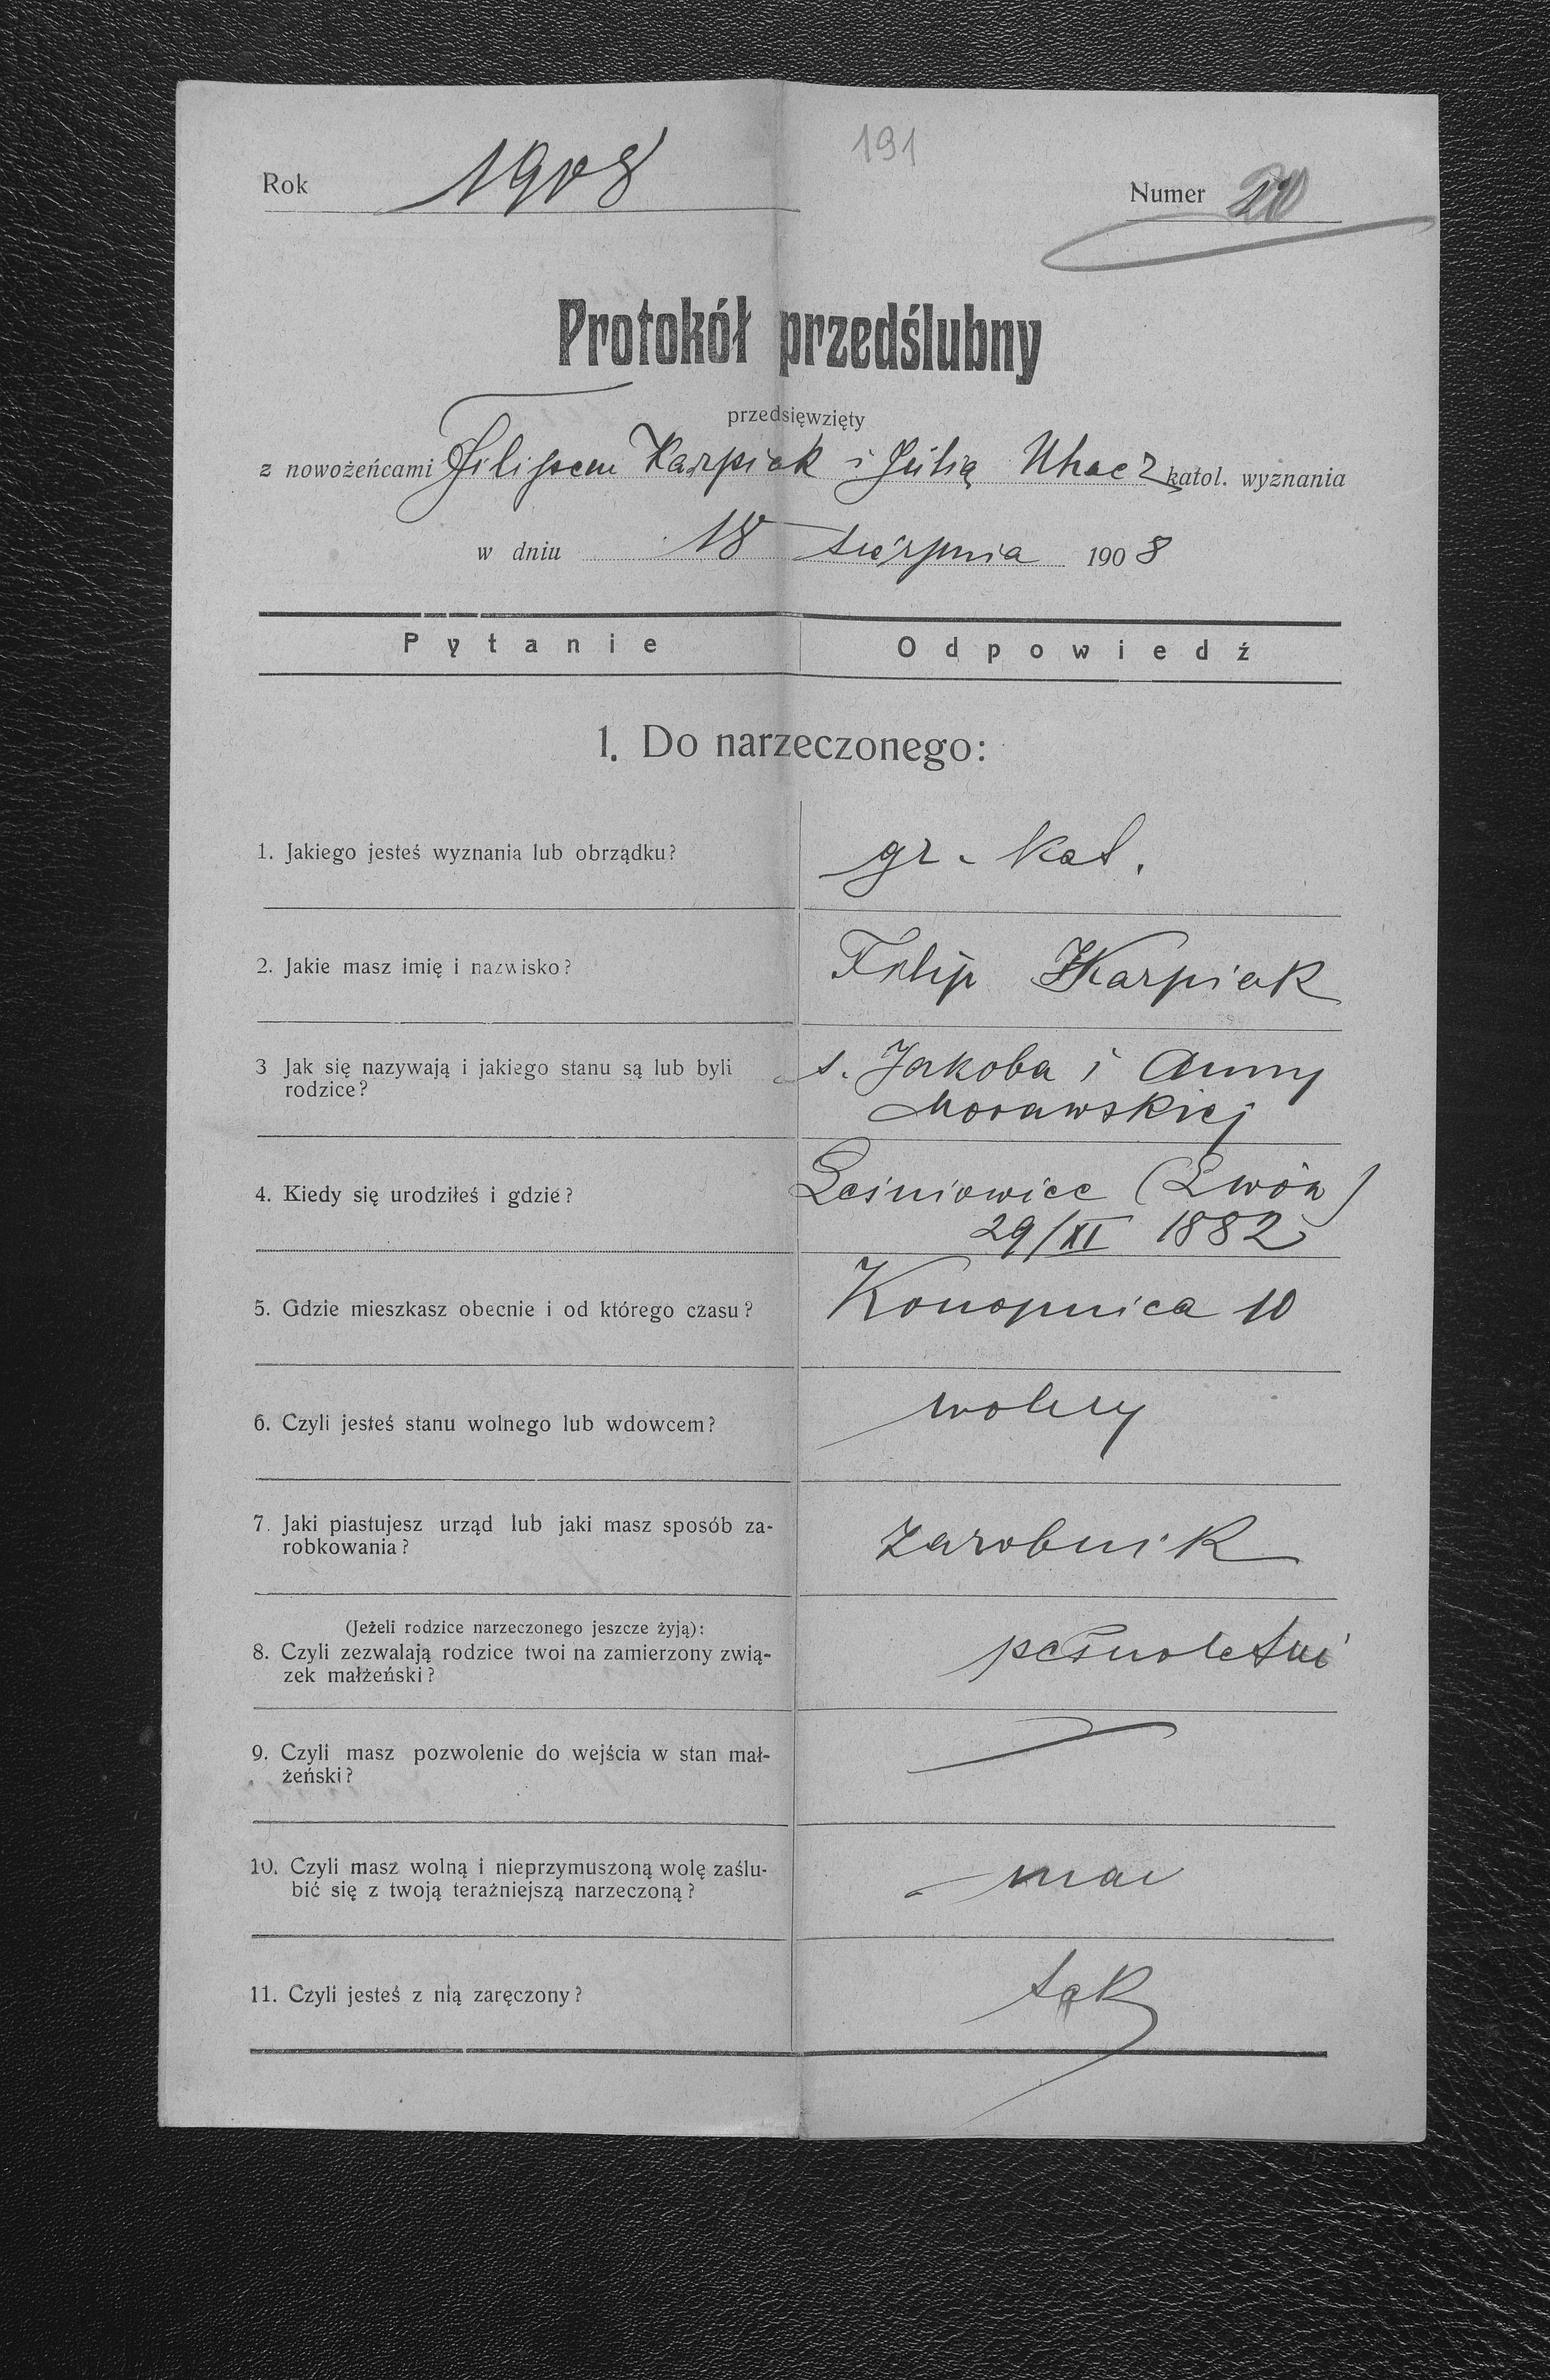 191
Rok 1908 Numer 20
Protokół przedślubny
przedsięwzięty
z nowożeńcami Filipem Karpiak i Julią Uhacz katol. wyznania
w dniu 18 sierpnia 1908
Pytanie Odpowiedź
1. Do narzeczonego:
1. Jakiego jesteś wyznania lub obrządku? gr. kat.
2. Jakie masz imię i nazwisko? Filip Karpiak
3 Jak się nazywają i jakiego stanu są lub byli s. Jakoba i Anny
rodzice? Morawskiej
4. Kiedy się urodziłeś i gdzie? Leśniowice (Lwów)
29/XI 1882
5. Gdzie mieszkasz obecnie i od którego czasu? Konopnica 10
6. Czyli jesteś stanu wolnego lub wdowcem? wolny
7. Jaki piastujesz urząd lub jaki masz sposób za-
robkowania? zarobnik
(Jeżeli rodzice narzeczonego jeszcze żyją):
8. Czyli zezwalają rodzice twoi na zamierzony zwią-
zek małżeński? pełnoletni
9. Czyli masz pozwolenie do wejścia w stan mał-
żeński?
10. Czyli masz wolną i nieprzymuszoną wolę zaślu-
bić się z twoją teraźniejszą narzeczoną?
11. Czyli jesteś z nią zaręczony? tak